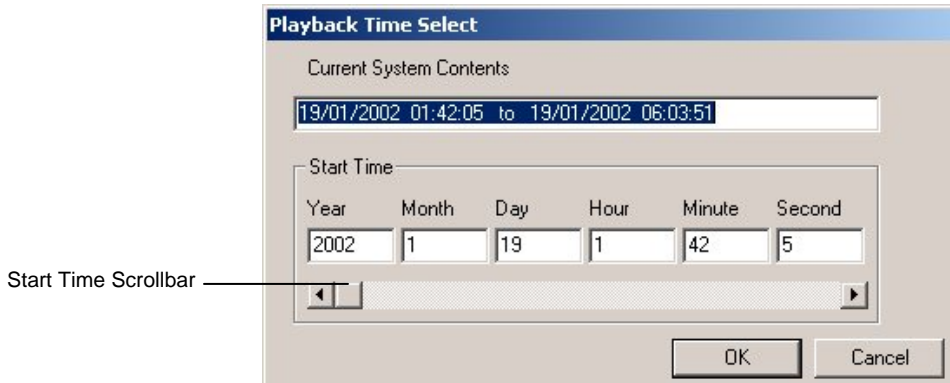 Playback Time Select
Current System Contents
19/01/2002 01:42:05 to 19/01/2002 06:03:51
Start Time
Year Month Day Hour Minute Second
2002 1 19 1 42 5
Start Time Scrollbar
OK Cancel